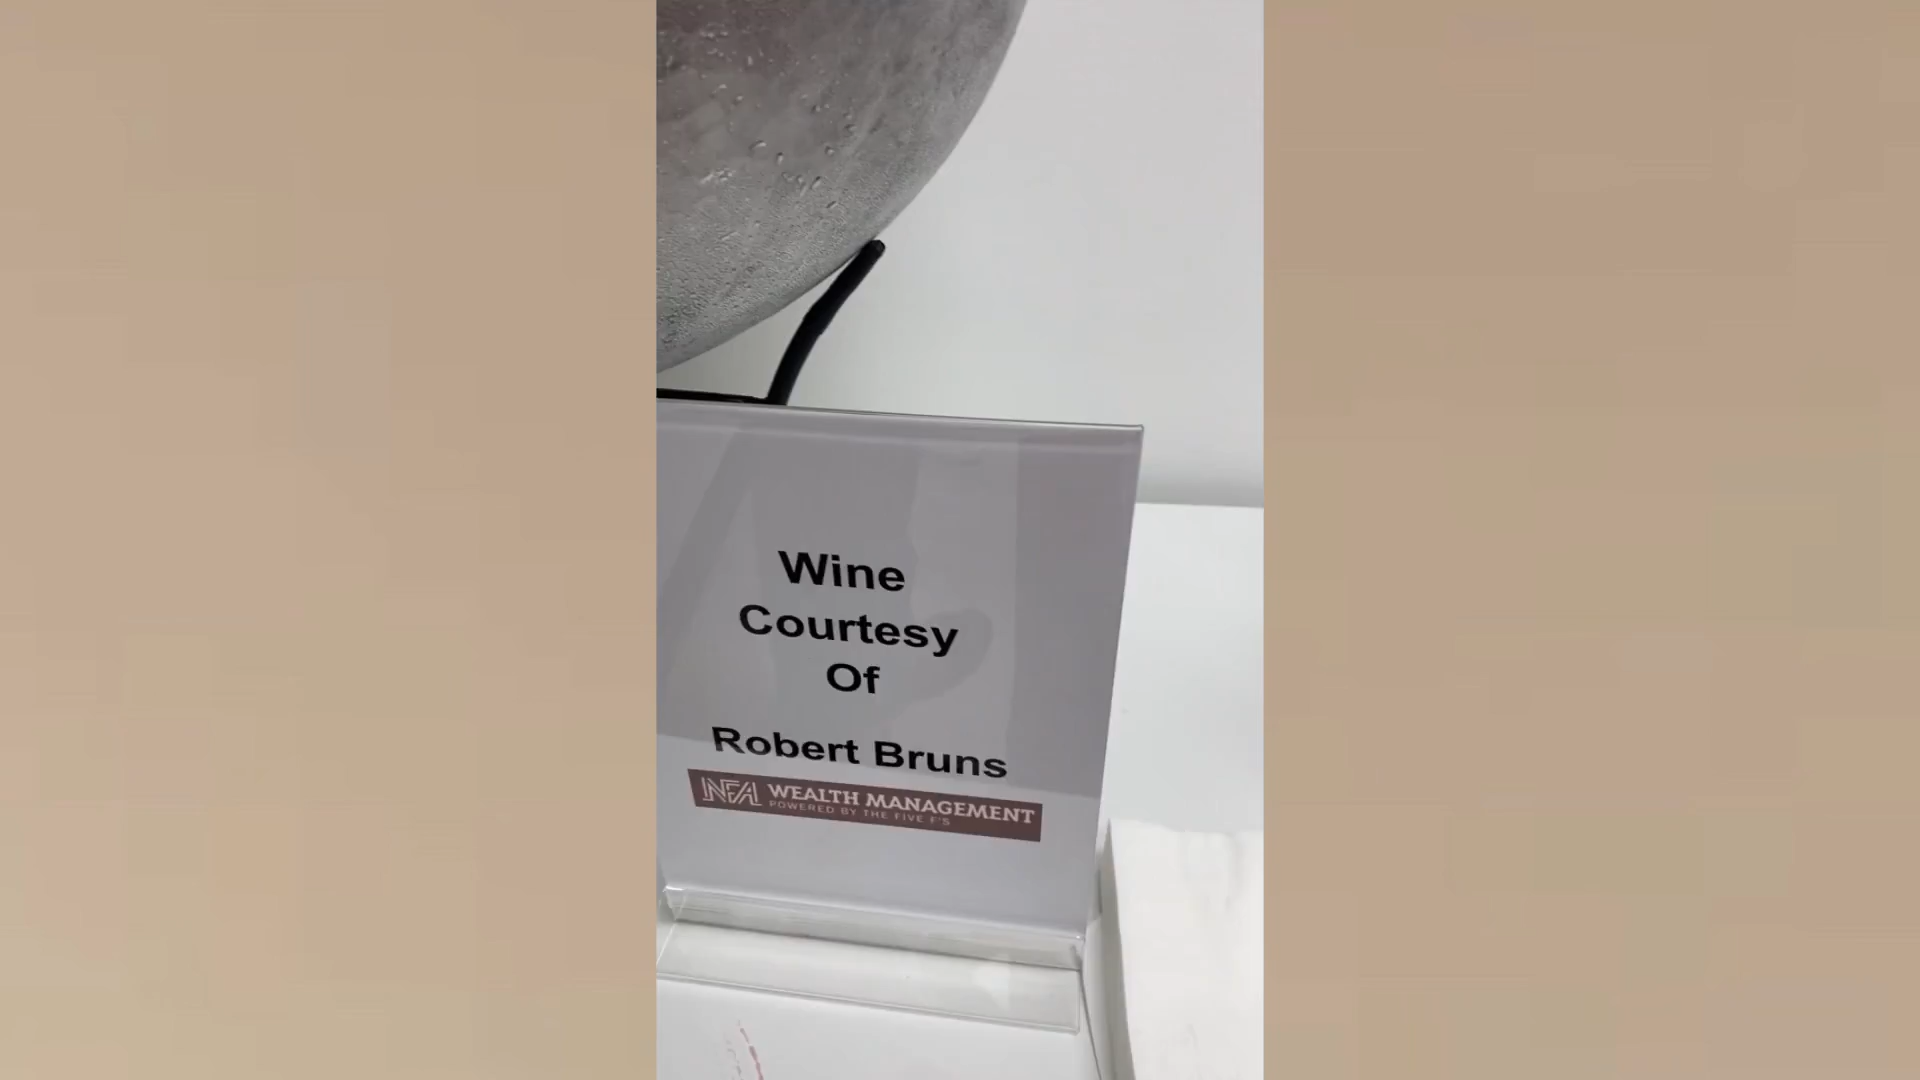 Wine
Courtesy
Of
Robert Bruns
NFA WEALTH MANAGEMENT
POWERED BY THE FIVE F'S